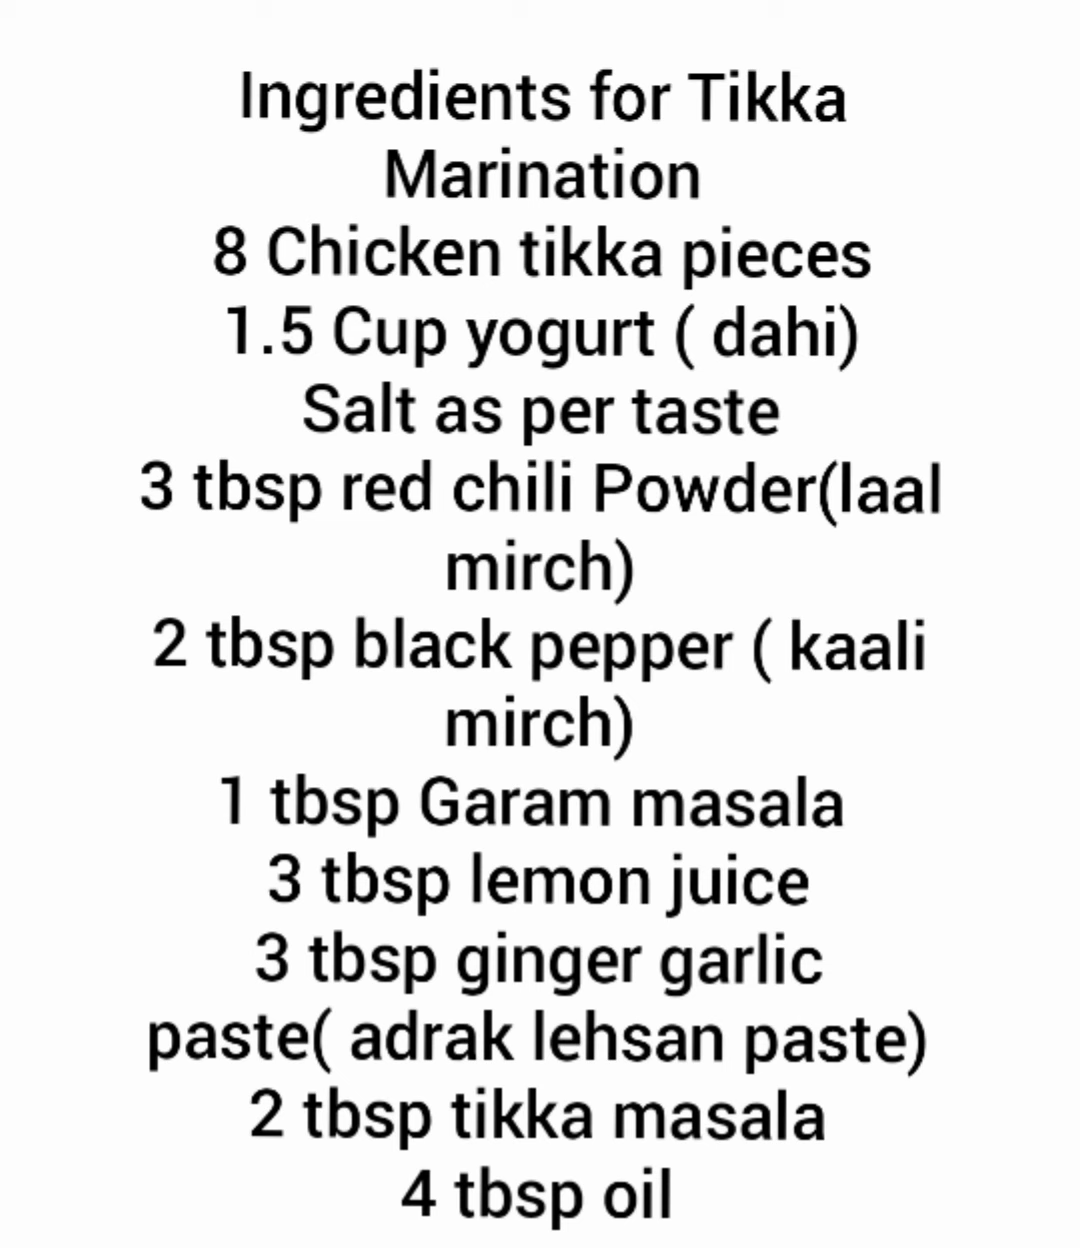 Ingredients for Tikka
Marination
8 Chicken tikka pieces
1.5 Cup yogurt ( dahi)
Salt as per taste
3 tbsp red chili Powder(laal
mirch)
2 tbsp black pepper ( kaali
mirch)
1 tbsp Garam masala
3 tbsp lemon juice
3 tbsp ginger garlic
paste( adrak lehsan paste)
2 tbsp tikka masala
4 tbsp oil